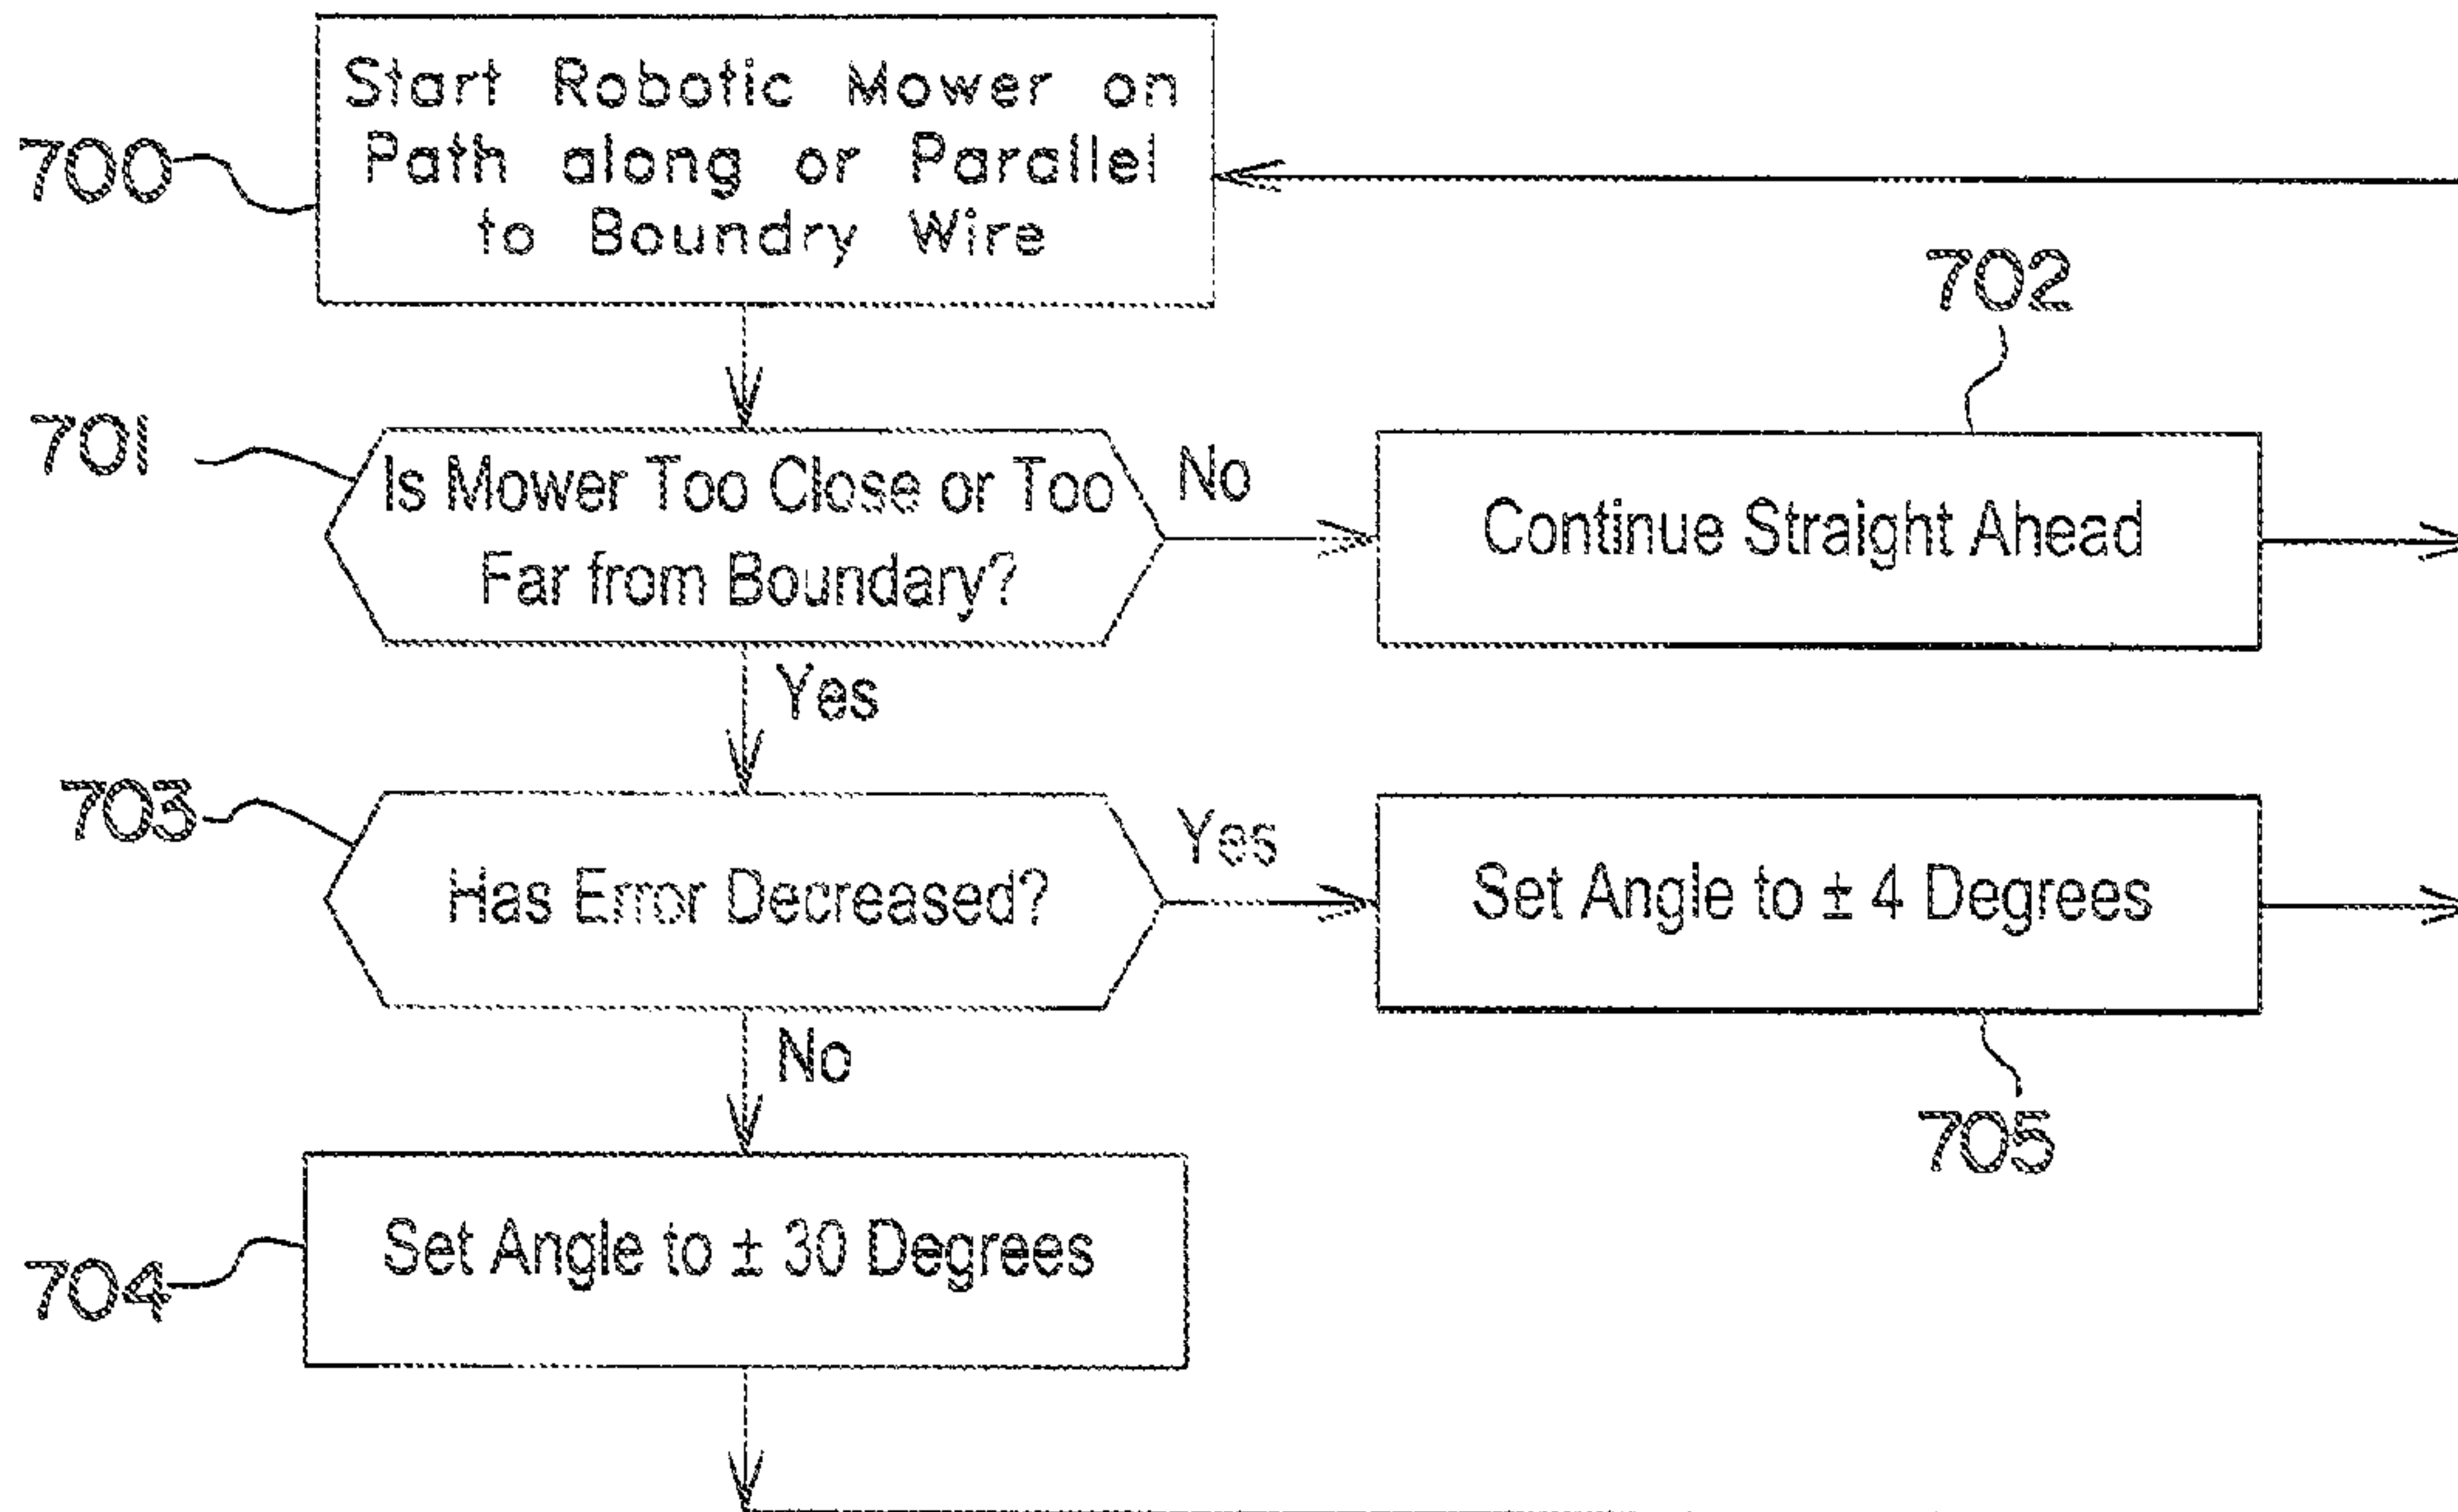 Start Robotic Mower on
Path along or Parallel
to Boundry Wire
700
702
701
Is Mower Too Close or Too
Far from Boundary?
No
Continue Straight Ahead
Yes
703
Has Error Decreased?
Yes
Set Angle to ± 4 Degrees
No
705
704
Set Angle to ± 30 Degrees